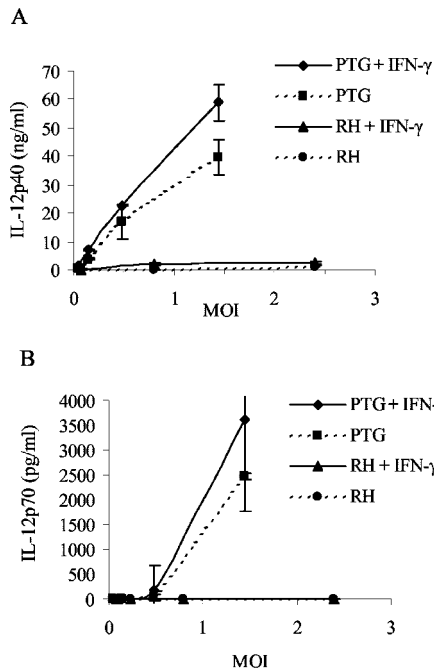 A
IL-12p40 (ng/ml)
70
60
50
40
30
20
10
0
0
1
2
3
MOI
PTG + IFN-γ
PTG
RH + IFN-γ
RH
B
IL-12p70 (pg/ml)
4000
3500
3000
2500
2000
1500
1000
500
0
0
1
2
3
MOI
PTG + IFN-
PTG
RH + IFN-γ
RH